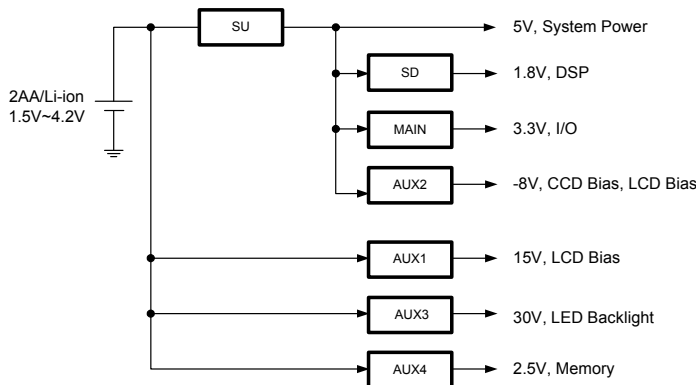 SU
5V, System Power
SD
1.8V, DSP
2AA/Li-ion
1.5V~4.2V
MAIN
3.3V, I/O
AUX2
-8V, CCD Bias, LCD Bias
AUX1
15V, LCD Bias
AUX3
30V, LED Backlight
AUX4
2.5V, Memory